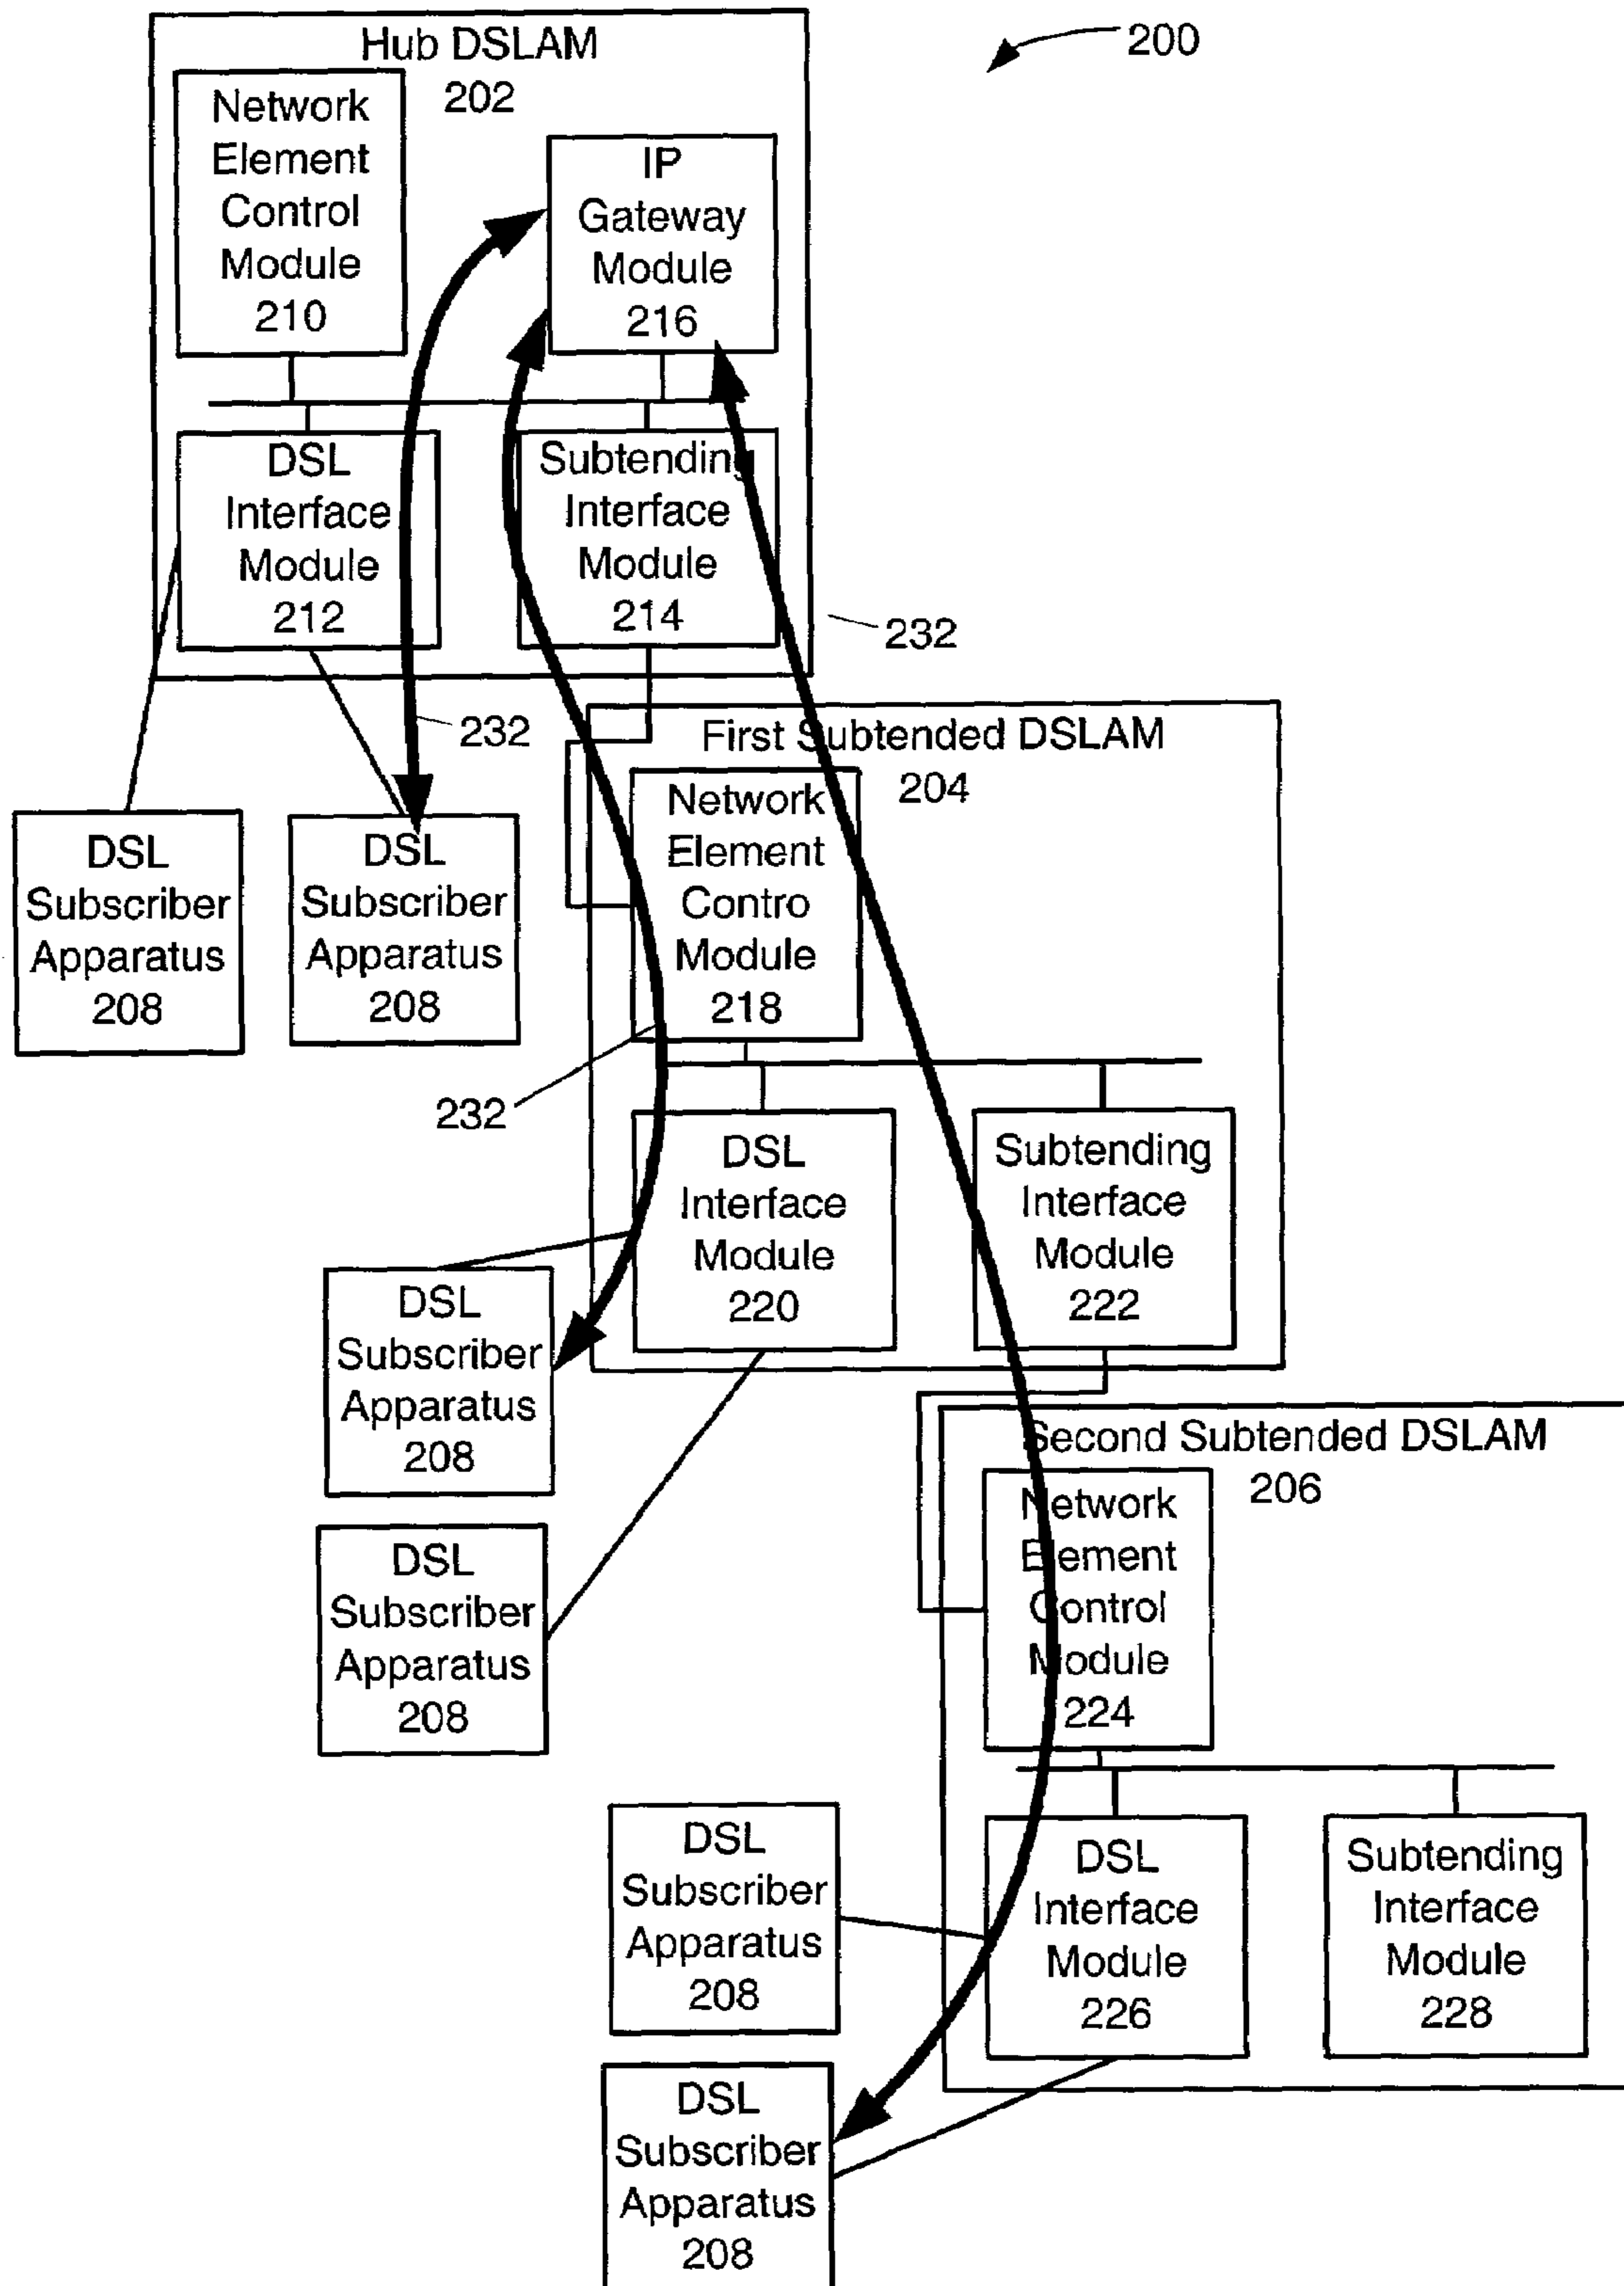 Hub DSLAM
202
200
Network
Element
Control
Module
210
IP
Gateway
Module
216
DSL
Interface
Module
212
Subtending
Interface
Module
214
232
232
First Subtended DSLAM
204
Network
Element
Contro
Module
218
DSL
Subscriber
Apparatus
208
DSL
Subscriber
Apparatus
208
232
DSL
Interface
Module
220
Subtending
Interface
Module
222
DSL
Subscriber
Apparatus
208
Second Subtended DSLAM
206
Network
Element
Control
Module
224
DSL
Subscriber
Apparatus
208
DSL
Subscriber
Apparatus
208
DSL
Interface
Module
226
Subtending
Interface
Module
228
DSL
Subscriber
Apparatus
208